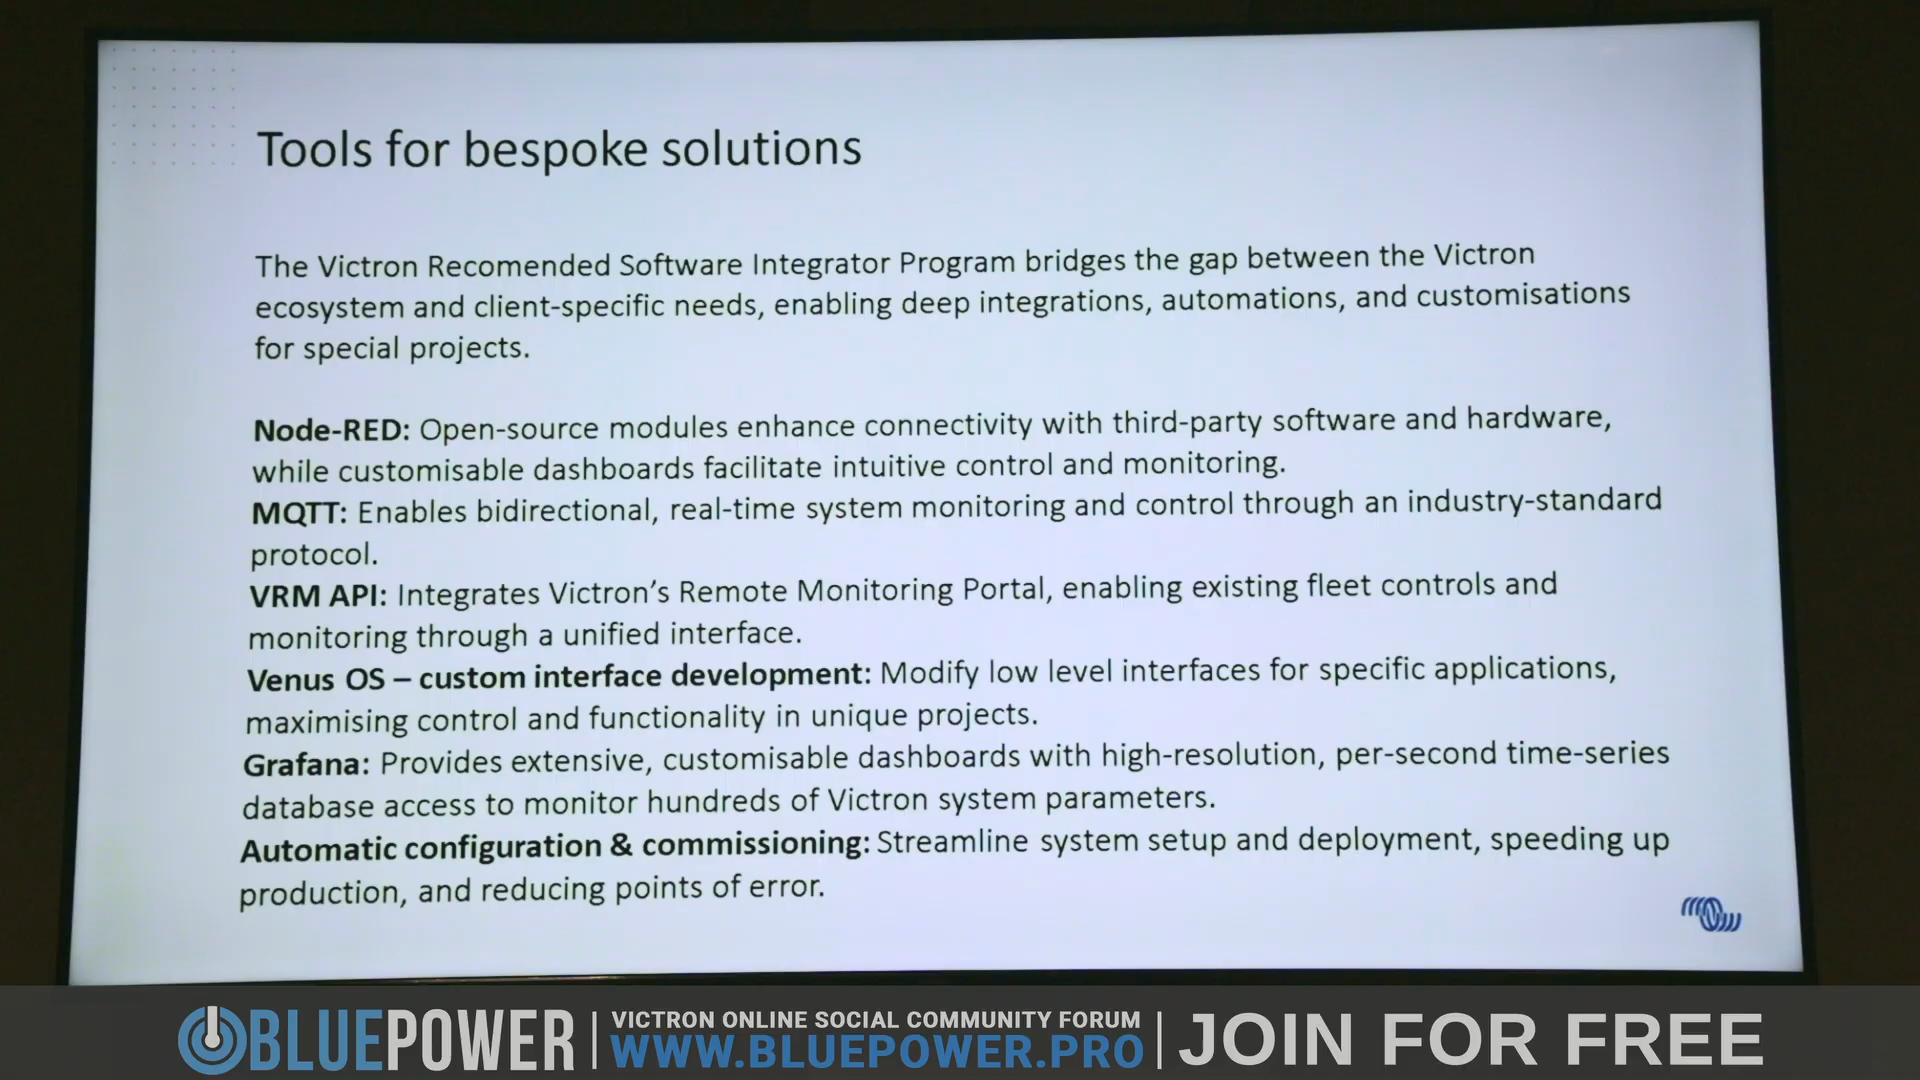 Tools for bespoke solutions
The Victron Recomended Software Integrator Program bridges the gap between the Victron
ecosystem and client-specific needs, enabling deep integrations, automations, and customisations
for special projects.
Node-RED: Open-source modules enhance connectivity with third-party software and hardware,
while customisable dashboards facilitate intuitive control and monitoring.
MQTT: Enables bidirectional, real-time system monitoring and control through an industry-standard
protocol.
VRM API: Integrates Victron’s Remote Monitoring Portal, enabling existing fleet controls and
monitoring through a unified interface.
Venus OS – custom interface development: Modify low level interfaces for specific applications,
maximising control and functionality in unique projects.
Grafana: Provides extensive, customisable dashboards with high-resolution, per-second time-series
database access to monitor hundreds of Victron system parameters.
Automatic configuration & commissioning: Streamline system setup and deployment, speeding up
production, and reducing points of error.
BLUEPOWER | VICTRON ONLINE SOCIAL COMMUNITY FORUM
WWW.BLUEPOWER.PRO | JOIN FOR FREE